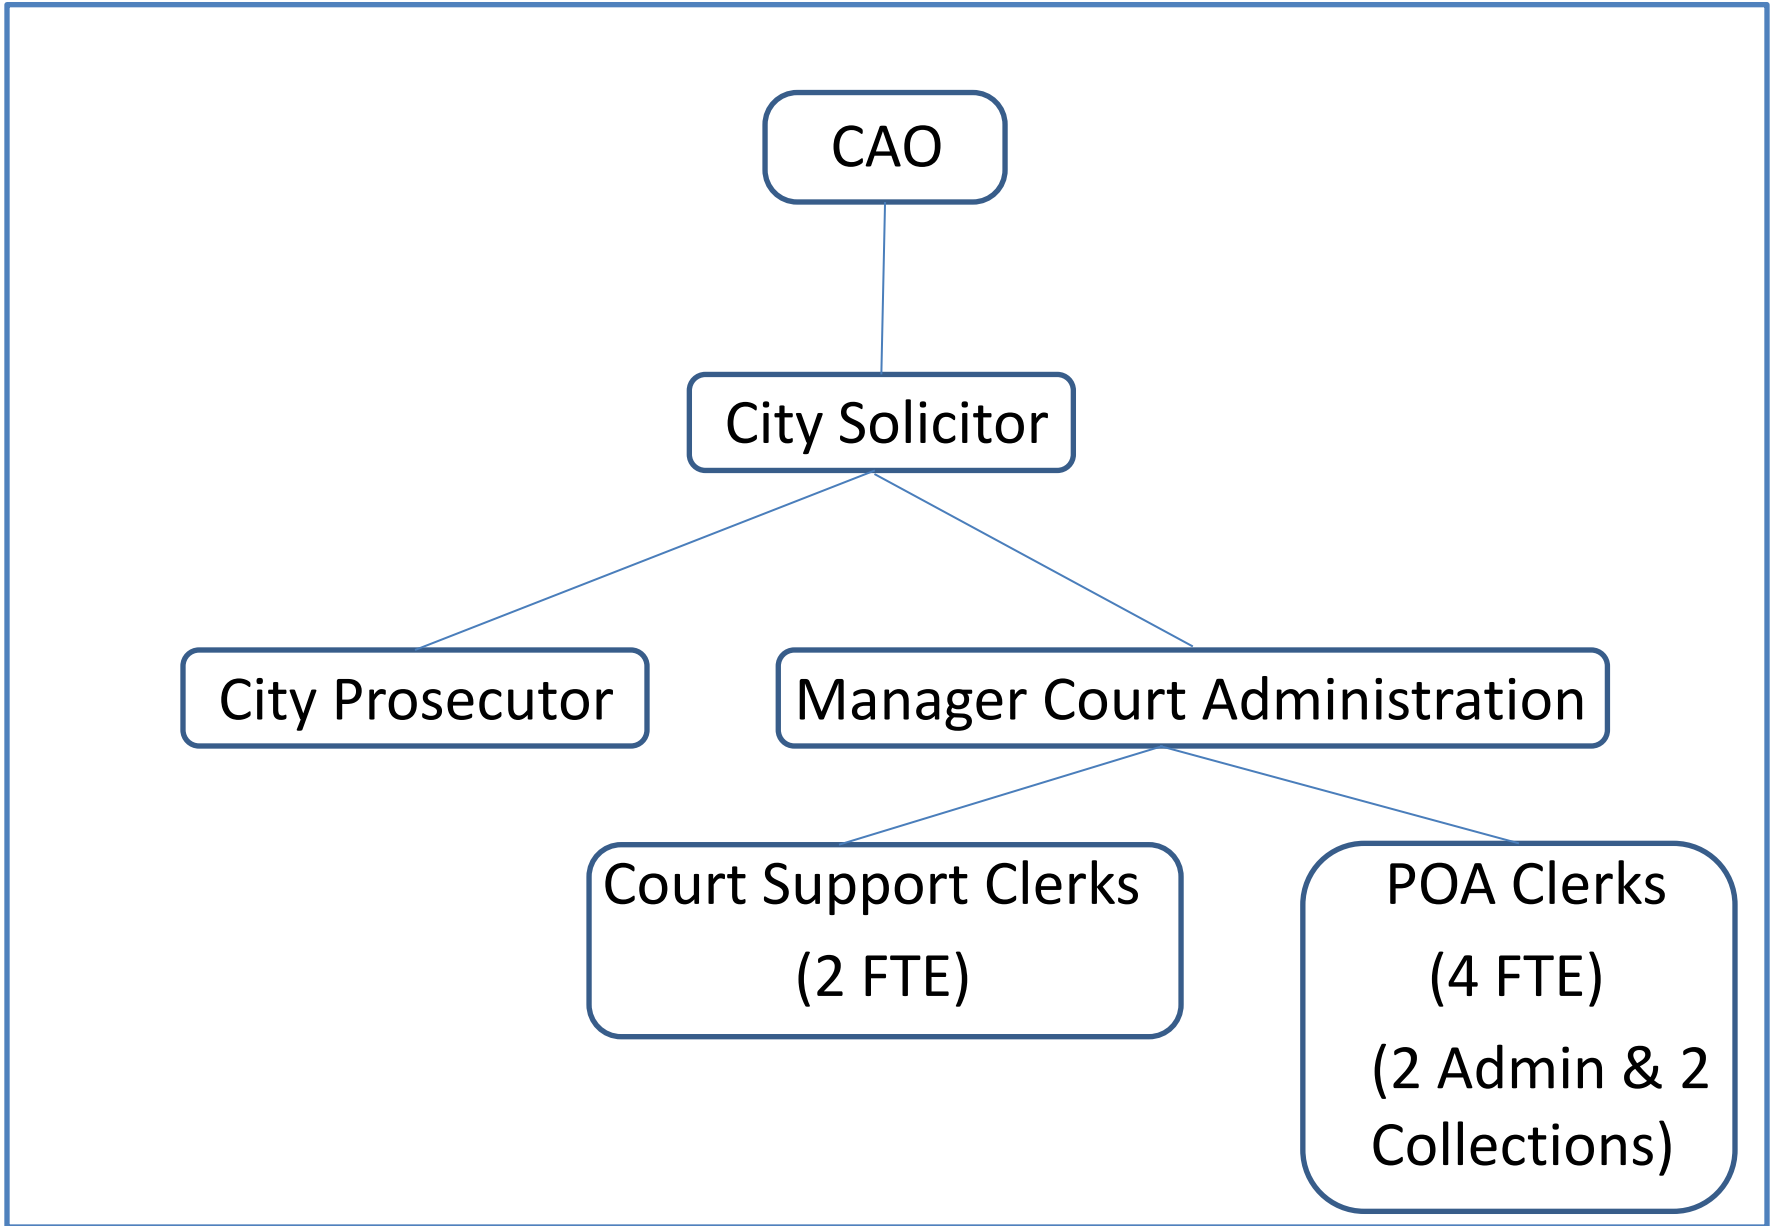 CAO
City Solicitor
City Prosecutor
Manager Court Administration
Court Support Clerks
(2 FTE)
POA Clerks
(4 FTE)
(2 Admin & 2
Collections)